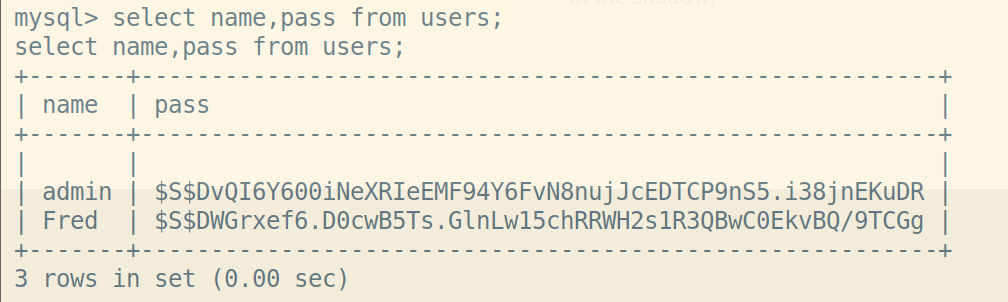 mysql> select name,pass from users;
select name,pass from users;
+-------+---------------------------------------------------------+
| name  | pass                                                    |
+-------+---------------------------------------------------------+
|       |                                                         |
| admin | $S$DvQI6Y600iNeXRIeEMF94Y6FvN8nujJcEDTCP9nS5.i38jnEKuDR |
| Fred  | $S$DWGrxef6.D0cwB5Ts.GlnLw15chRRWH2s1R3QBwC0EkvBQ/9TCGg |
+-------+---------------------------------------------------------+
3 rows in set (0.00 sec)